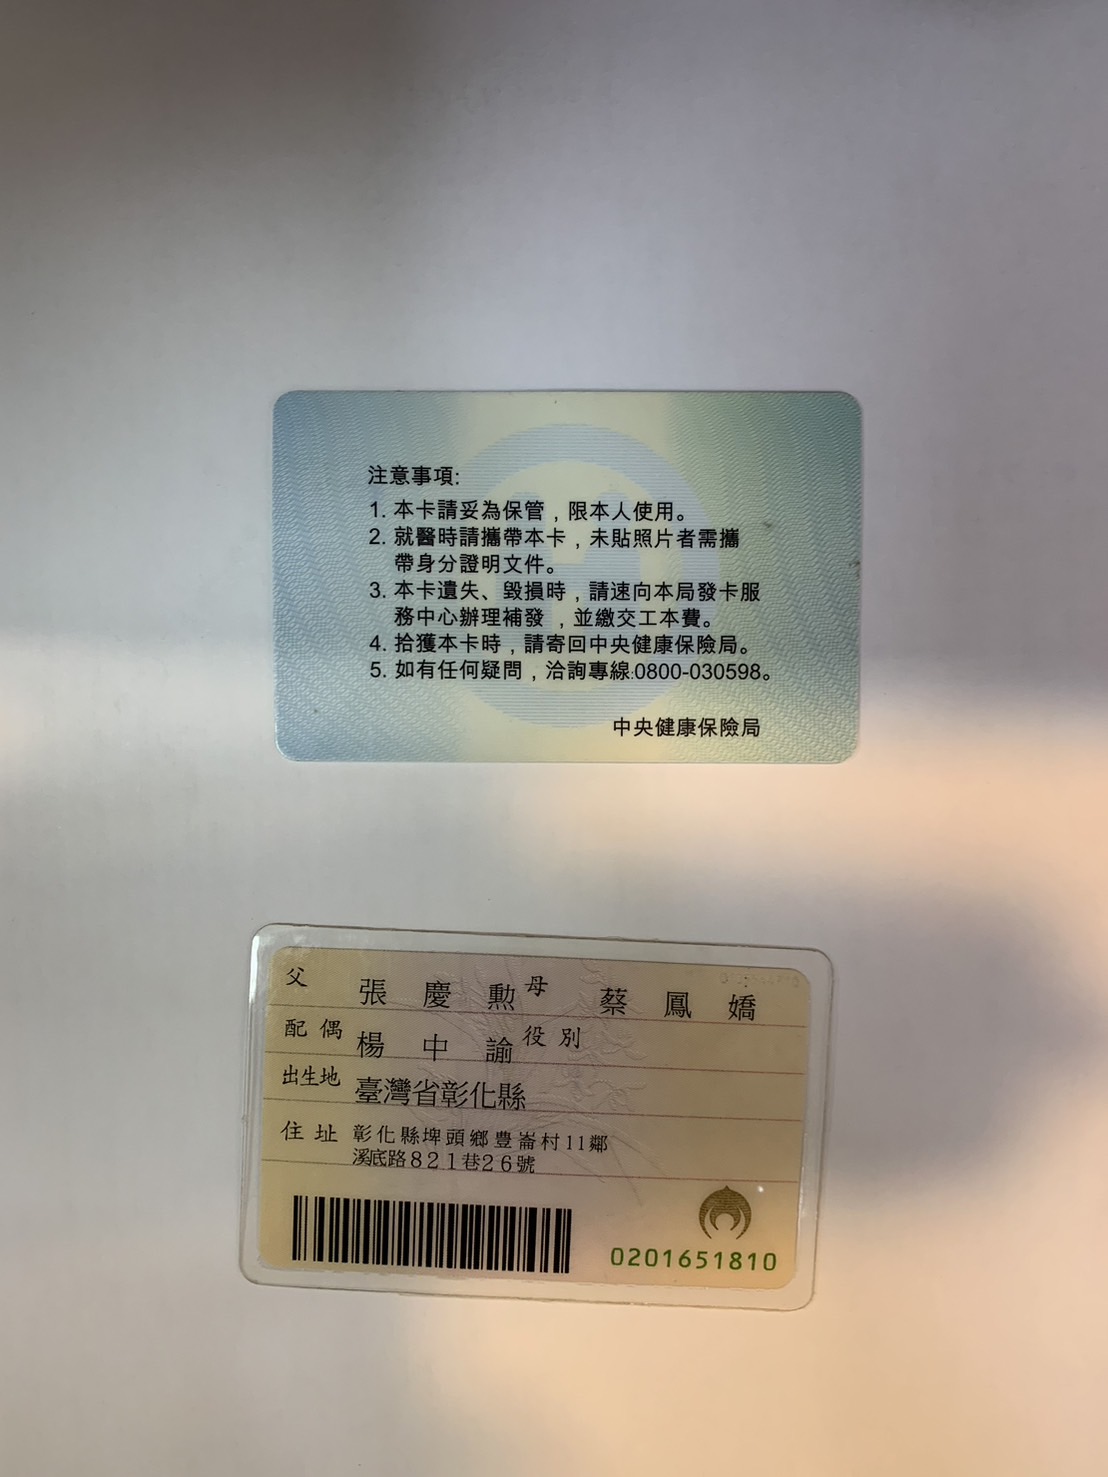 注意事項:
1. 本卡請妥為保管，限本人使用。
2. 就醫時請攜帶本卡，未貼照片者需攜
帶身分證明文件。
3. 本卡遺失、毀損時，請速向本局發卡服
務中心辦理補發，並繳交工本費。
4. 拾獲本卡時，請寄回中央健康保險局。
5. 如有任何疑問，洽詢專線:0800-030598。
中央健康保險局
父 張慶勲 母 蔡鳳嬌
配偶 楊中諭 役別
出生地 臺灣省彰化縣
住址 彰化縣埤頭鄉豐崙村11鄰
溪底路821巷26號
0201651810